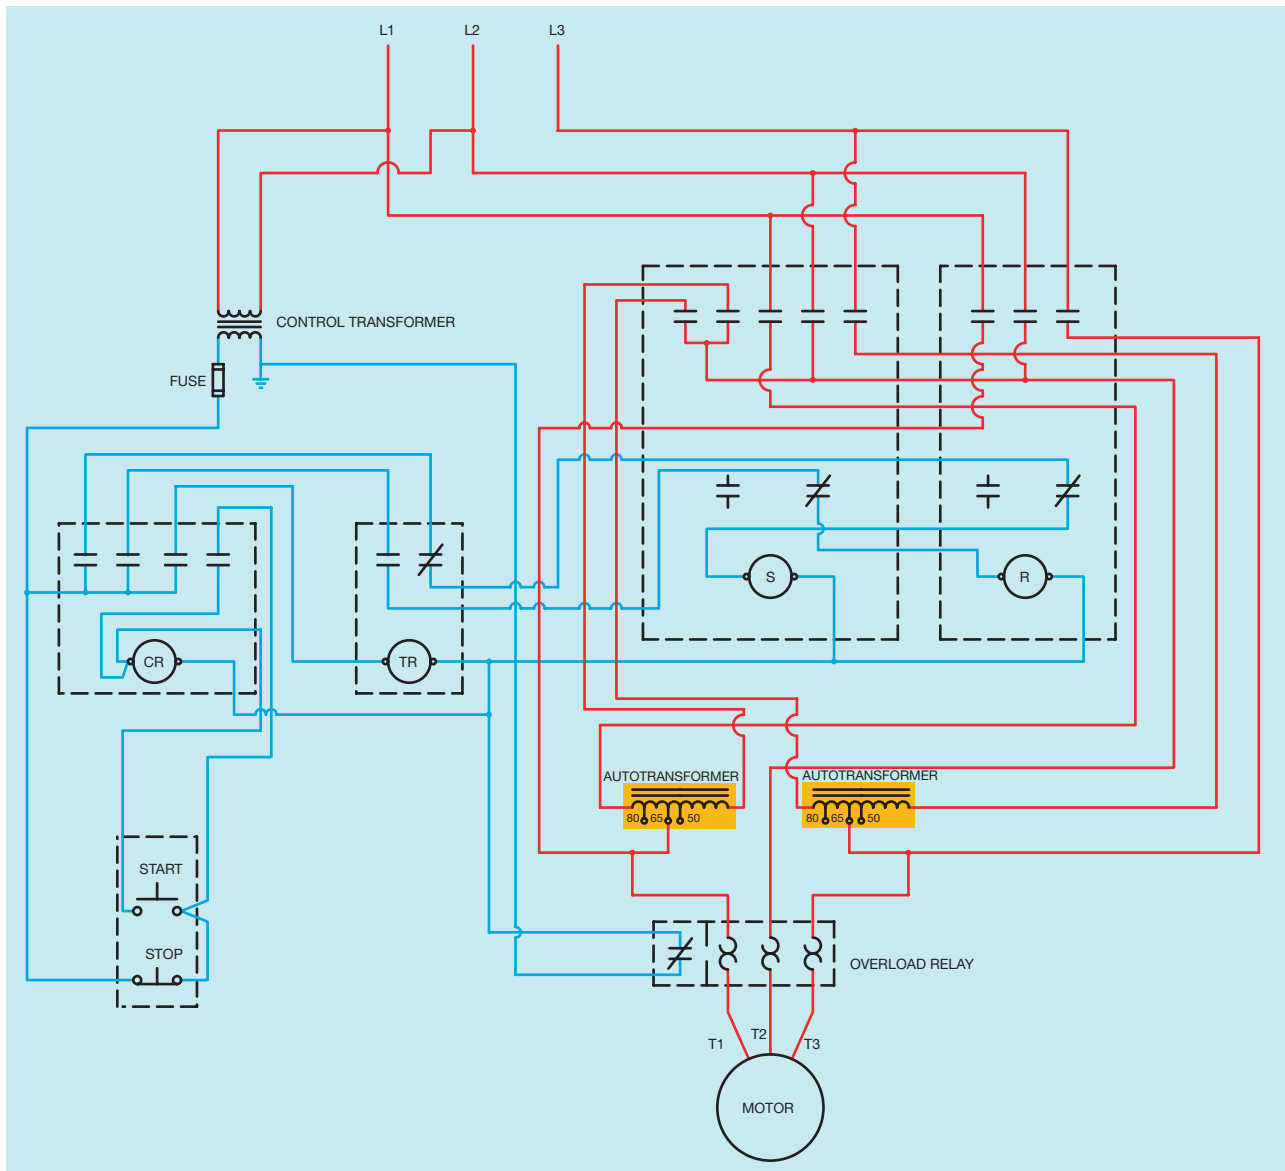 L1 L2 L3
CONTROL TRANSFORMER
FUSE
S R
CR TR
AUTOTRANSFORMER AUTOTRANSFORMER
80 65 50 80 65 50
START
STOP
OVERLOAD RELAY
T1 T2 T3
MOTOR